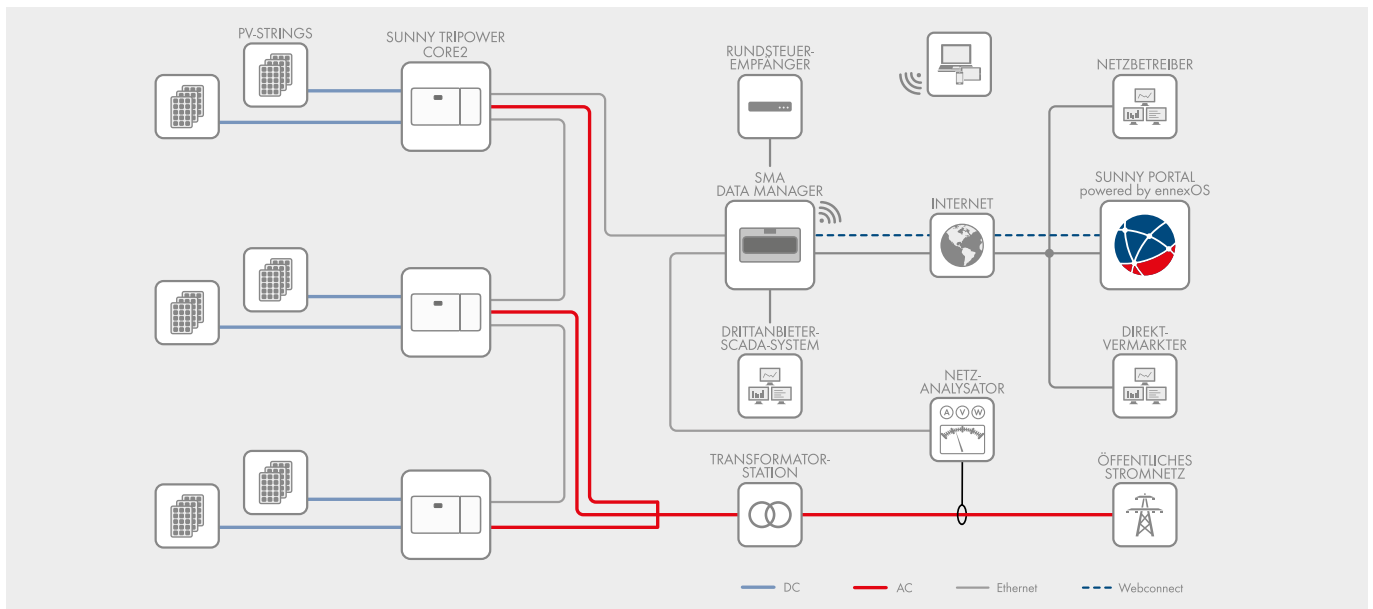 PV-STRINGS
SUNNY TRIPOWER
CORE2
RUNDSTEUER-
EMPFÄNGER
NETZBETREIBER
SMA
DATA MANAGER
INTERNET
SUNNY PORTAL
powered by ennexOS
DRITTANBIETER-
SCADA-SYSTEM
NETZ-
ANALYSATOR
A V W
DIREKT-
VERMARKTER
TRANSFORMATOR-
STATION
ÖFFENTLICHES
STROMNETZ
DC
AC
Ethernet
Webconnect